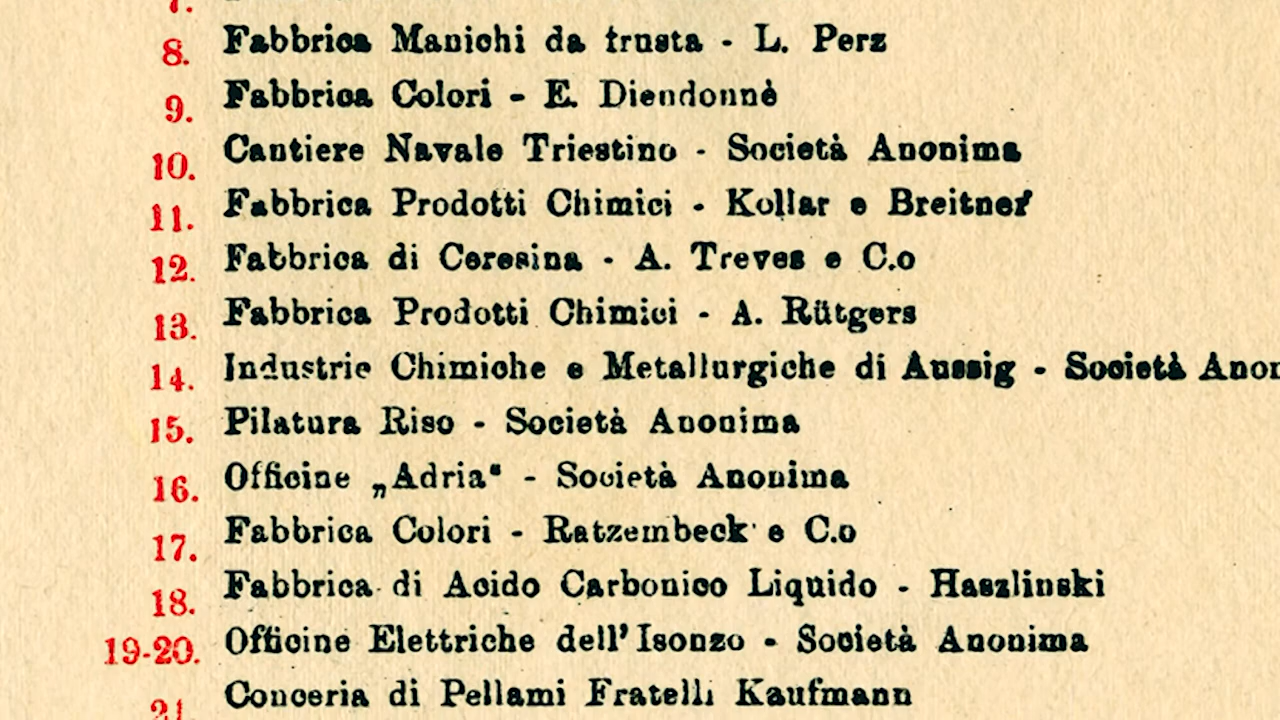 7.
8. Fabbrica Manichi da frusta - L. Perz
9. Fabbrica Colori - E. Diendonnè
10. Cantiere Navale Triestino - Società Anonima
11. Fabbrica Prodotti Chimici - Kollar e Breitner
12. Fabbrica di Ceresina - A. Treves e C.o
13. Fabbrica Prodotti Chimici - A. Rütgers
14. Industrie Chimiche e Metallurgiche di Aussig - Società Anon
15. Pilatura Riso - Società Anonima
16. Officine „Adria“ - Società Anonima
17. Fabbrica Colori - Ratzembeck e C.o
18. Fabbrica di Acido Carbonico Liquido - Haszlinski
19-20. Officine Elettriche dell' Isonzo - Società Anonima
21. Conceria di Pellami Fratelli Kaufmann